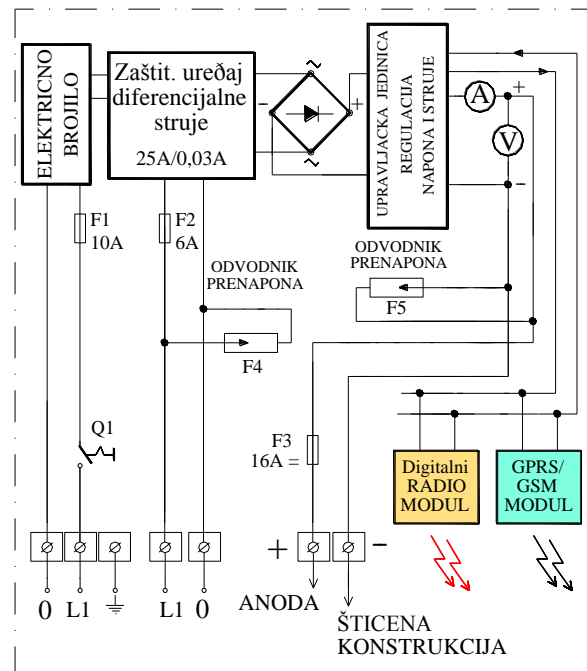 ELEKTRICNO
BROJILO
Zaštit. uređaj
diferencijalne
struje
25A/0,03A
~
-
+
~
UPRAVLJACKA JEDINICA
REGULACIJA
NAPONA I STRUJE
A
+
V
-
F1
10A
F2
6A
ODVODNIK
PRENAPONA
F4
ODVODNIK
PRENAPONA
F5
Q1
F3
16A =
Digitalni
RADIO
MODUL
GPRS/
GSM
MODUL
+
-
0
L1
L1
0
ANODA
ŠTICENA
KONSTRUKCIJA